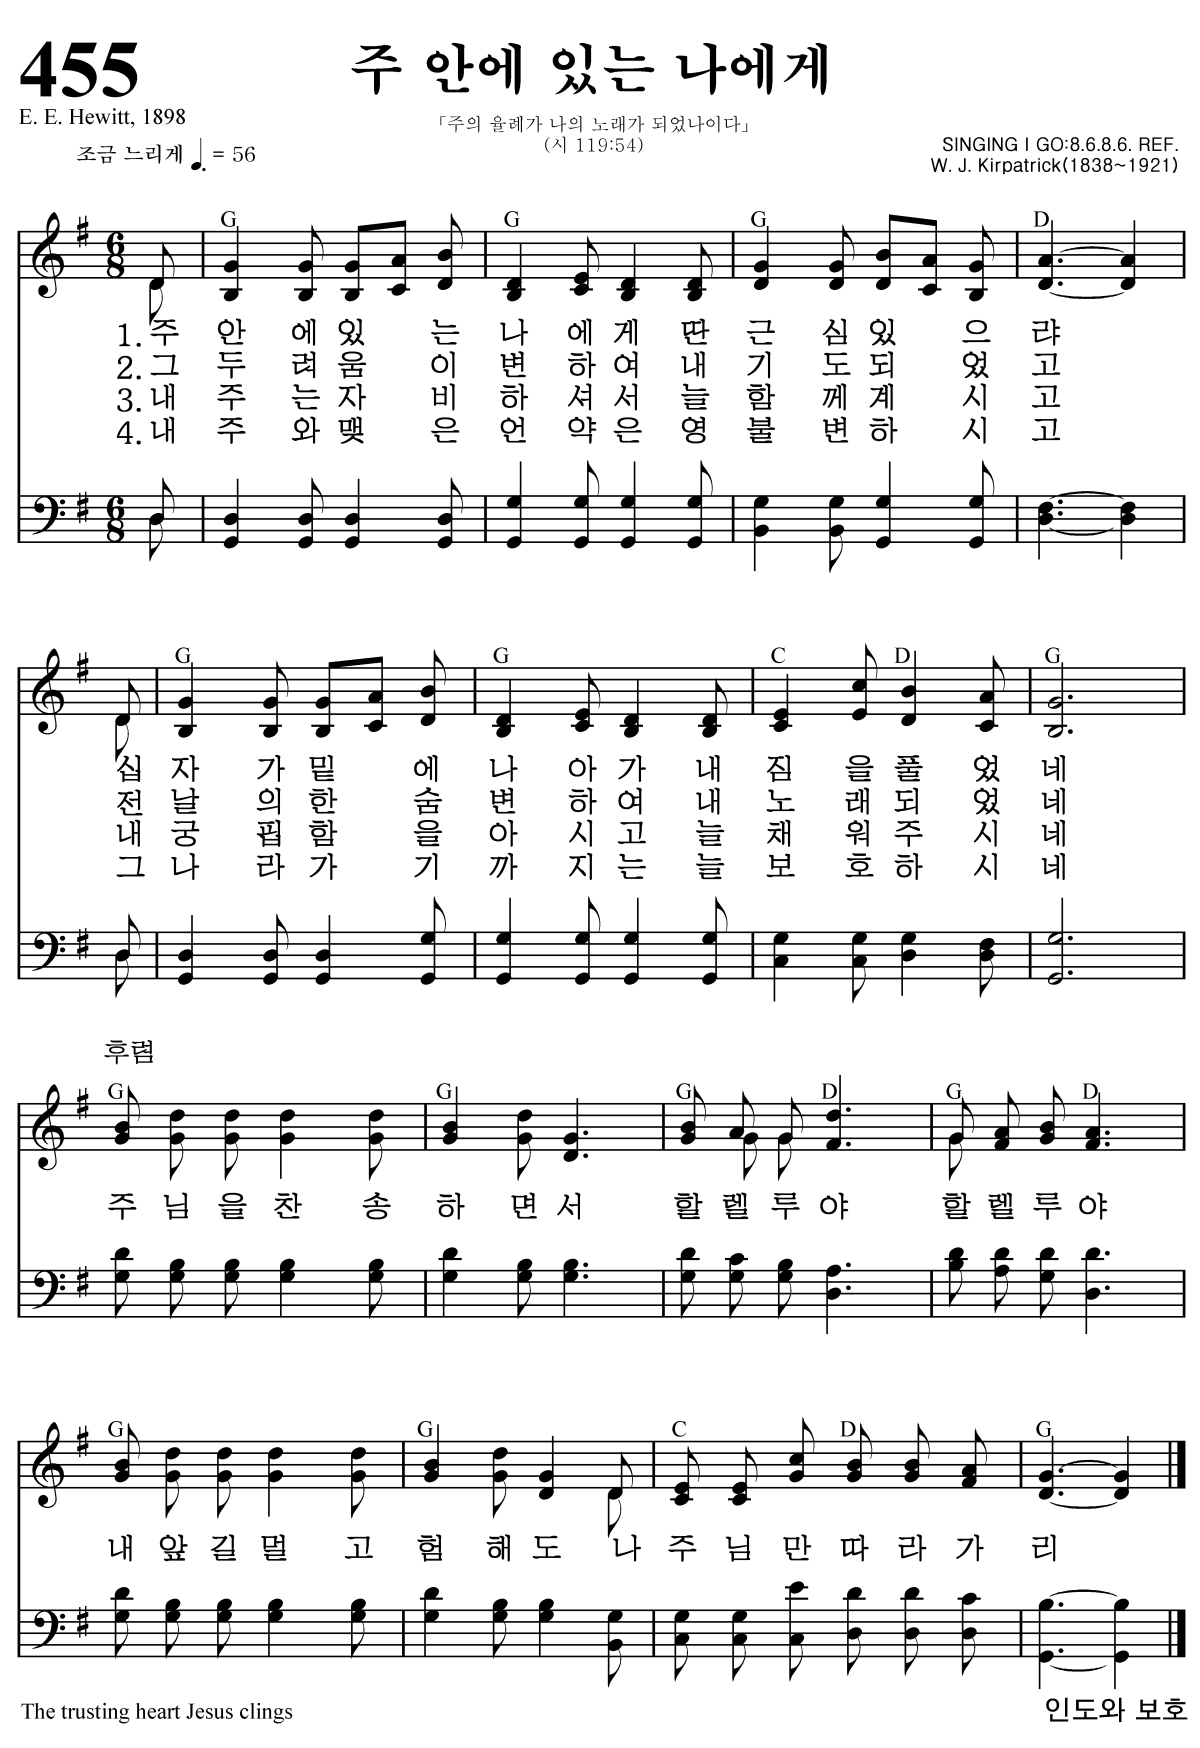 455
주 안에 있는 나에게
E. E. Hewitt, 1898
「주의 율례가 나의 노래가 되었나이다」
(시 119:54)
조금 느리게 ♩. = 56
SINGING I GO:8.6.8.6. REF.
W. J. Kirpatrick(1838~1921)
G G G D
6 8
1. 주 안 에 있 는 나 에 게 딴 근 심 있 으 랴
2. 그 두 려 움 이 변 하 여 내 기 도 되 었 고
3. 내 주 는 자 비 하 셔 서 늘 함 께 계 시 고
4. 내 주 와 맺 은 언 약 은 영 불 변 하 시 고
6 8
G G C D G
십 자 가 밑 에 나 아 가 내 짐 을 풀 었 네
전 날 의 한 숨 변 하 여 내 노 래 되 었 네
내 궁 핍 함 을 아 시 고 늘 채 워 주 시 네
그 나 라 가 기 까 지 는 늘 보 호 하 시 네
후렴
G G G D G D
주 님 을 찬 송 하 면 서 할 렐 루 야 할 렐 루 야
G G C D G
내 앞 길 멀 고 험 해 도 나 주 님 만 따 라 가 리
The trusting heart Jesus clings
인도와 보호